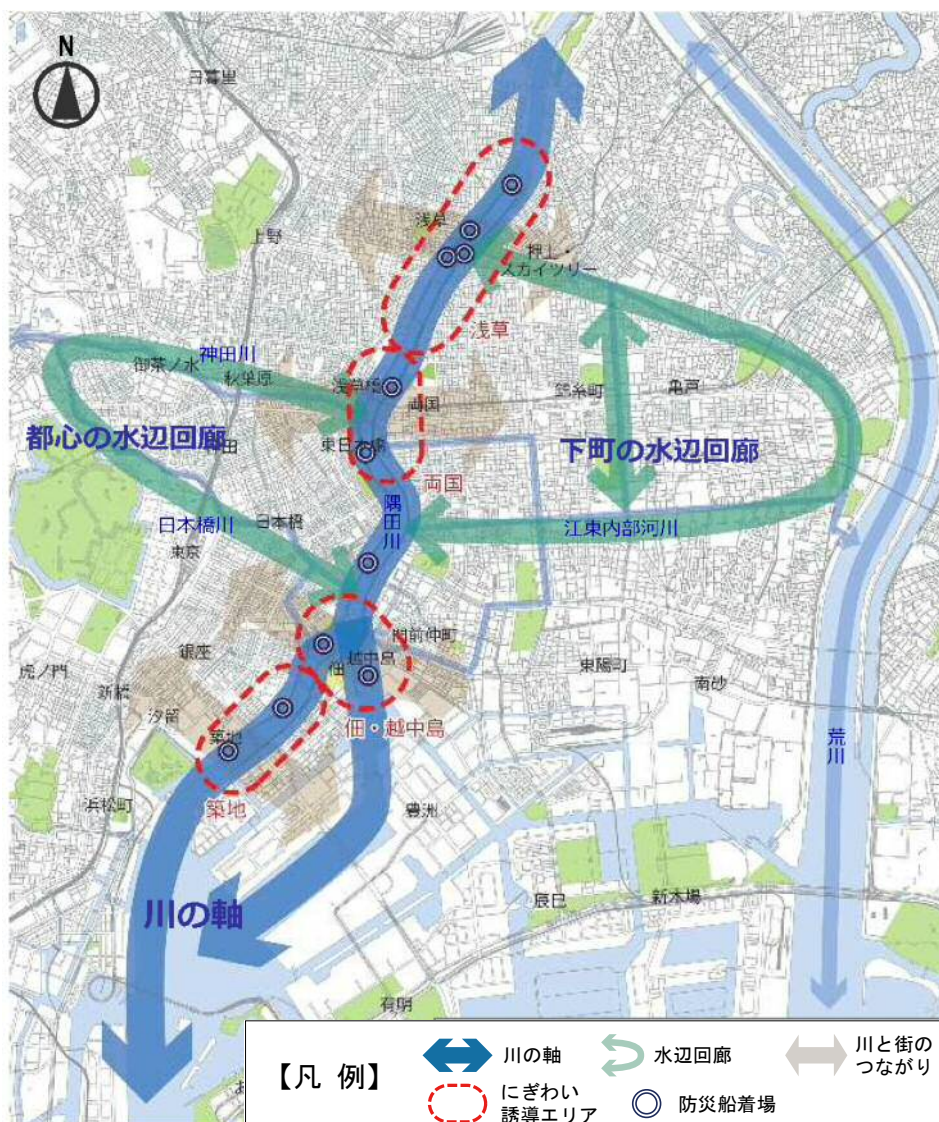 N
日暮里
上野
浅草
押上・
スカイツリー
浅草
御茶ノ水
神田川
秋葉原
浅草橋
両国
錦糸町
亀戸
都心の水辺回廊
東日本橋
下町の水辺回廊
両国
隅田川
日本橋川
日本橋
江東内部河川
東京
門前仲町
越中島
佃
銀座
東陽町
虎ノ門
新橋
南砂
汐留
佃・越中島
築地
荒川
浜松町
築地
豊洲
川の軸
辰巳
新木場
有明
【凡 例】
川の軸
水辺回廊
川と街の
つながり
にぎわい
誘導エリア
防災船着場